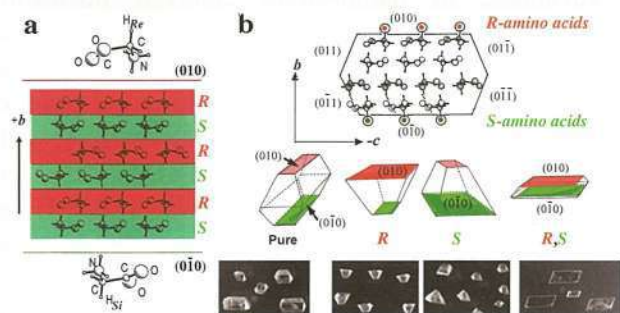 a
H Re
O
C
O
C
N
(010)
+b
R
S
R
S
R
S
(01̄0)
N
C
C
O
O
H Si
b
(010)
R-amino acids
(011)
(011̄)
b
(01̄1)
(01̄1̄)
(01̄0)
S-amino acids
-c
(010)
(01̄0)
Pure
(010)
R
(01̄0)
S
(010)
(01̄0)
R,S